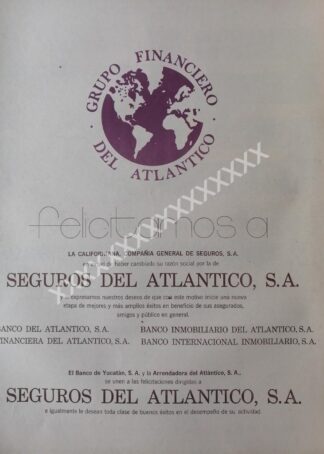 GRUPO FINANCIERO
DEL ATLANTICO
felicitamos a
LA CALIFORNIANA, COMPAÑIA GENERAL DE SEGUROS, S.A.
haber cambiado su razón social por la de
SEGUROS DEL ATLANTICO, S.A.
expresamos nuestros deseos de que con este motivo inicie una nueva
etapa de mejores y más amplios éxitos en beneficio de sus asegurados,
amigos y público en general.
BANCO DEL ATLANTICO, S.A. BANCO INMOBILIARIO DEL ATLANTICO, S.A.
FINANCIERA DEL ATLANTICO, S.A. BANCO INTERNACIONAL INMOBILIARIO, S.A.
El Banco de Yucatán, S.A. y la Arrendadora del Atlántico, S.A.,
se unen a las felicitaciones dirigidas a
SEGUROS DEL ATLANTICO, S.A.
e igualmente le desean toda clase de buenos éxitos en el desempeño de su actividad.
XXXXXXXXXXXXXXXX